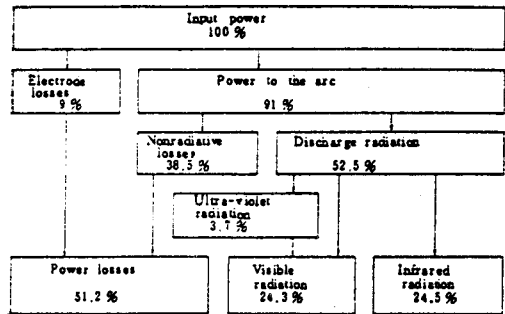 Input power
100 %
Electrode
losses
9 %
Power to the arc
91 %
Nonradiative
losses
38.5 %
Discharge radiation
52.5 %
Ultra-violet
radiation
3.7 %
Power losses
51.2 %
Visible
radiation
24.3 %
Infrared
radiation
24.5 %